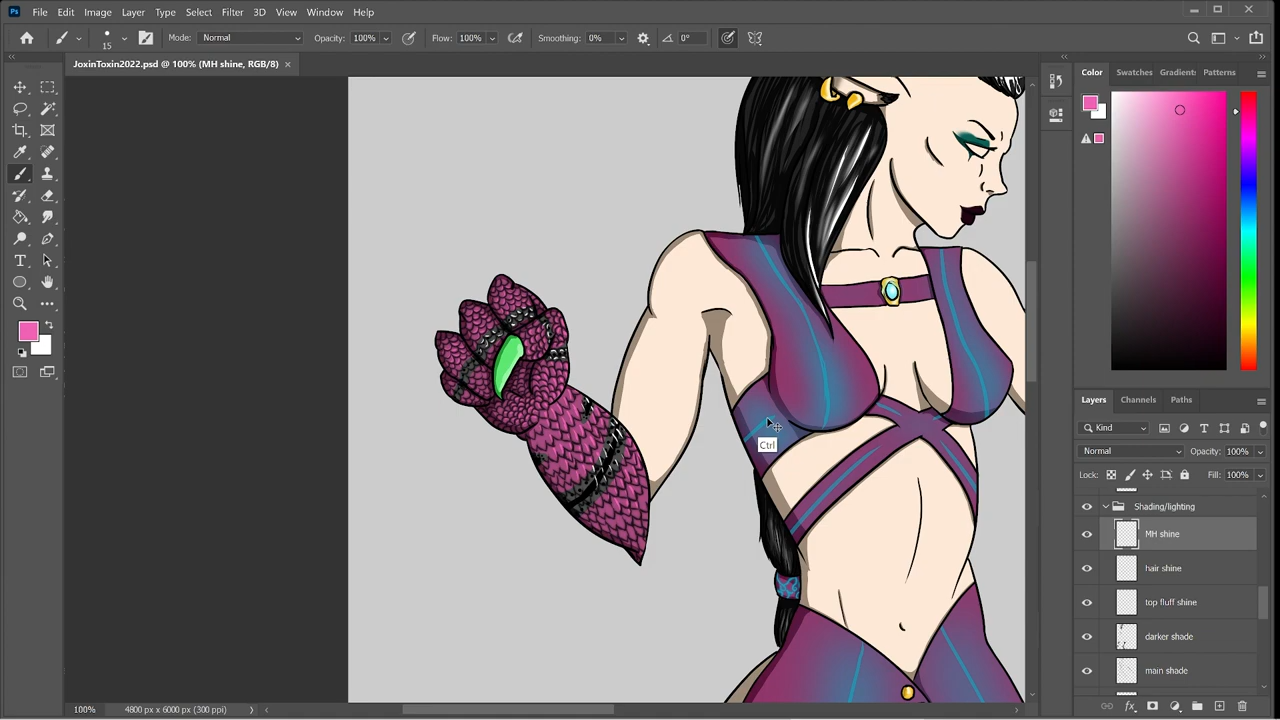 Ps File Edit Image Layer Type Select Filter 3D View Window Help
15 Mode: Normal Opacity: 100% Flow: 100% Smoothing: 0% 0°
JoxinToxin2022.psd @ 100% (MH shine, RGB/8) ×
Color Swatches Gradient: Patterns
Layers Channels Paths
Kind
Normal Opacity: 100%
Lock: Fill: 100%
Shading/lighting
MH shine
hair shine
top fluff shine
darker shade
main shade
Ctrl
100% 4800 px x 6000 px (300 ppi)
fx